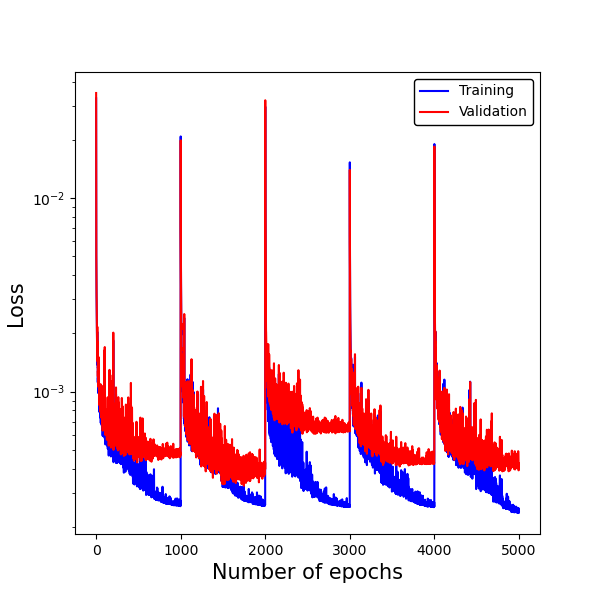 Training
Validation
10⁻²
10⁻³
Loss
0 1000 2000 3000 4000 5000
Number of epochs